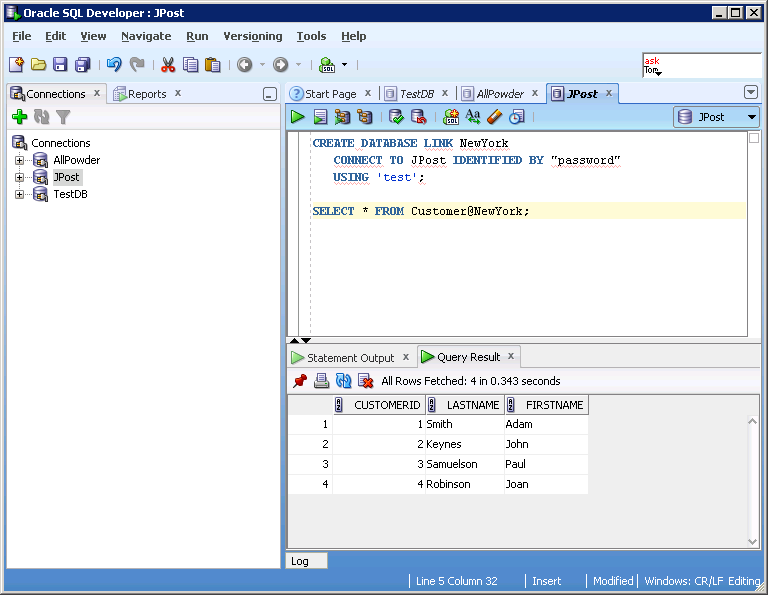 Oracle SQL Developer : JPost
File Edit View Navigate Run Versioning Tools Help
SQL
ask
Tom
Connections x Reports x
Start Page x TestDB x AllPowder x JPost x
SQL Aa JPost
Connections
AllPowder
JPost
TestDB
CREATE DATABASE LINK NewYork
CONNECT TO JPost IDENTIFIED BY "password"
USING 'test';
SELECT * FROM Customer@NewYork;
Statement Output x Query Result x
All Rows Fetched: 4 in 0.343 seconds
CUSTOMERID LASTNAME FIRSTNAME
1 1 Smith Adam
2 2 Keynes John
3 3 Samuelson Paul
4 4 Robinson Joan
Log
Line 5 Column 32 Insert Modified Windows: CR/LF Editing